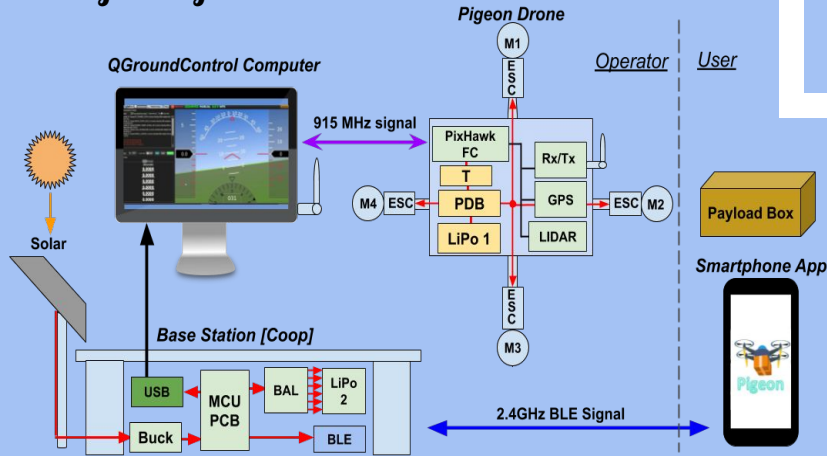 Pigeon Drone
QGroundControl Computer
Operator
User
M1
ESC
915 MHz signal
PixHawk
FC
Rx/Tx
T
M4
ESC
PDB
GPS
ESC
M2
LiPo 1
LIDAR
Payload Box
Solar
Smartphone App
ESC
M3
Base Station [Coop]
USB
MCU
PCB
BAL
LiPo
2
Buck
BLE
2.4GHz BLE Signal
Pigeon